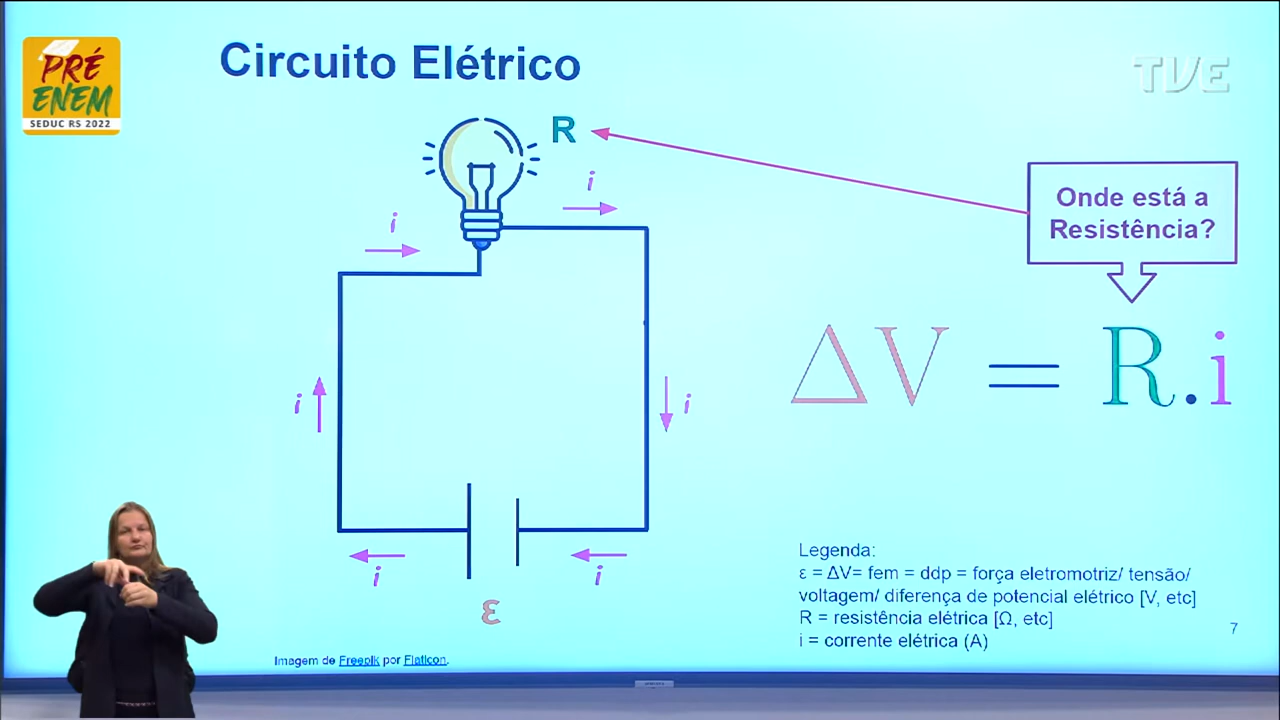 PRÉ
ENEM
SEDUC RS 2022
Circuito Elétrico
TVE
R
i
i
Onde está a
Resistência?
ΔV = R.i
i
i
i
i
ε
Legenda:
ε = ΔV= fem = ddp = força eletromotriz/ tensão/
voltagem/ diferença de potencial elétrico [V, etc]
R = resistência elétrica [Ω, etc]
i = corrente elétrica (A)
7
Imagem de Freepik por Flaticon.